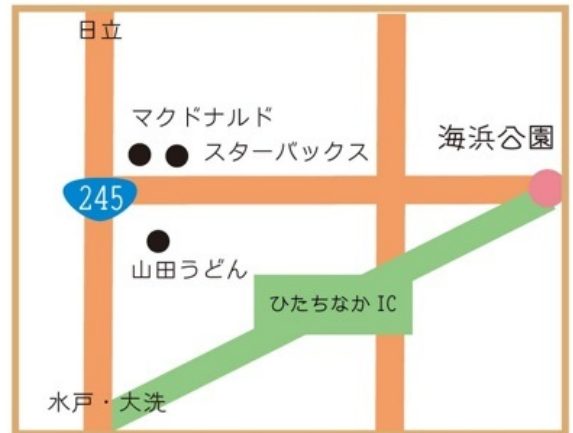 日立
マクドナルド
スターバックス
海浜公園
245
山田うどん
ひたちなか IC
水戸・大洗